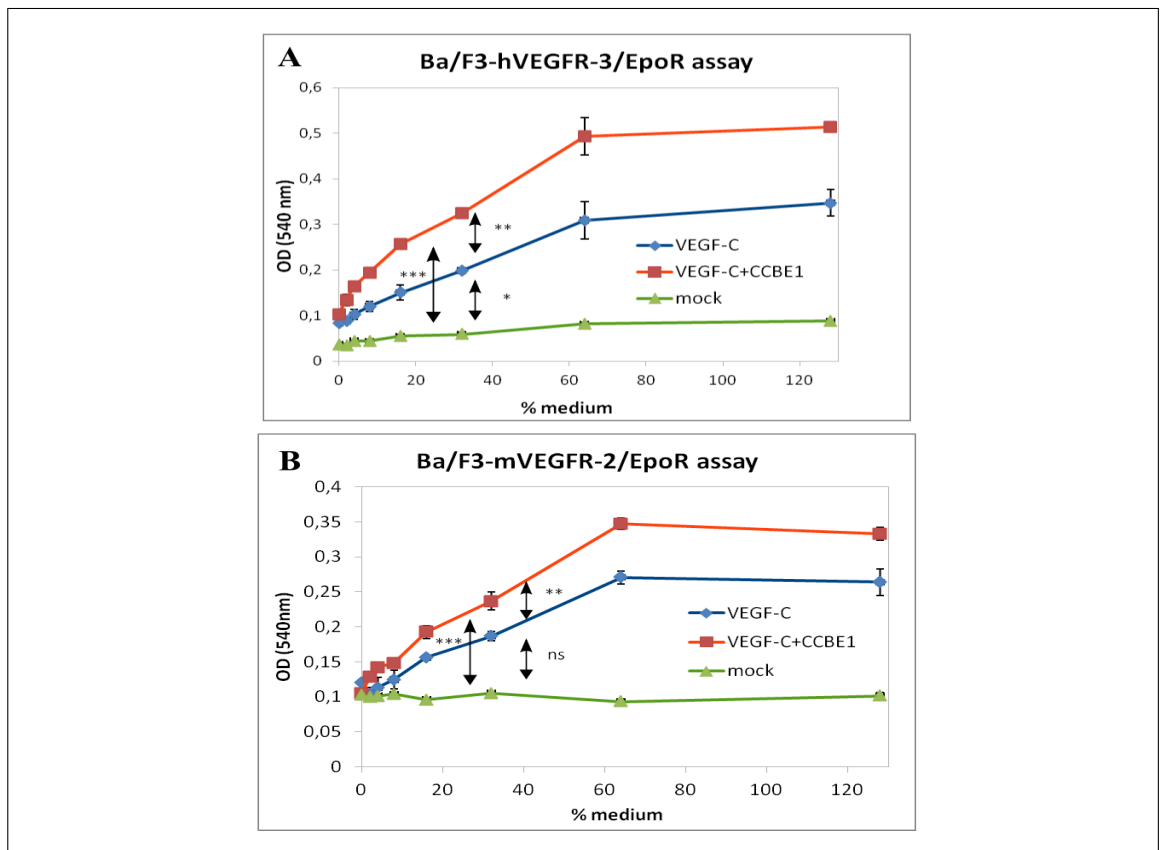 A
Ba/F3-hVEGFR-3/EpoR assay
0,6
0,5
0,4
0,3
0,2
0,1
0
OD (540 nm)
**
***
*
VEGF-C
VEGF-C+CCBE1
mock
0 20 40 60 80 100 120
% medium
B
Ba/F3-mVEGFR-2/EpoR assay
0,4
0,35
0,3
0,25
0,2
0,15
0,1
0,05
0
OD (540nm)
**
***
ns
VEGF-C
VEGF-C+CCBE1
mock
0 20 40 60 80 100 120
% medium